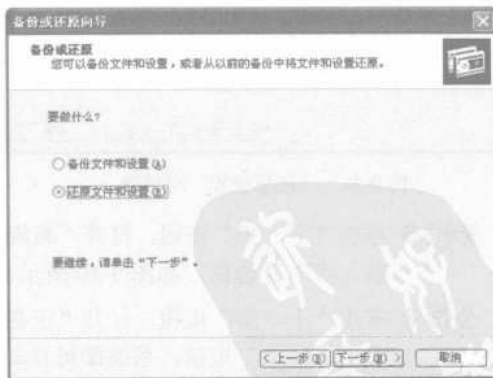 备份或还原向导
备份或还原
您可以备份文件和设置，或者从以前的备份中将文件和设置还原。
要做什么?
备份文件和设置(A)
还原文件和设置(R)
要继续，请单击“下一步”。
< 上一步(B) 下一步(N) > 取消